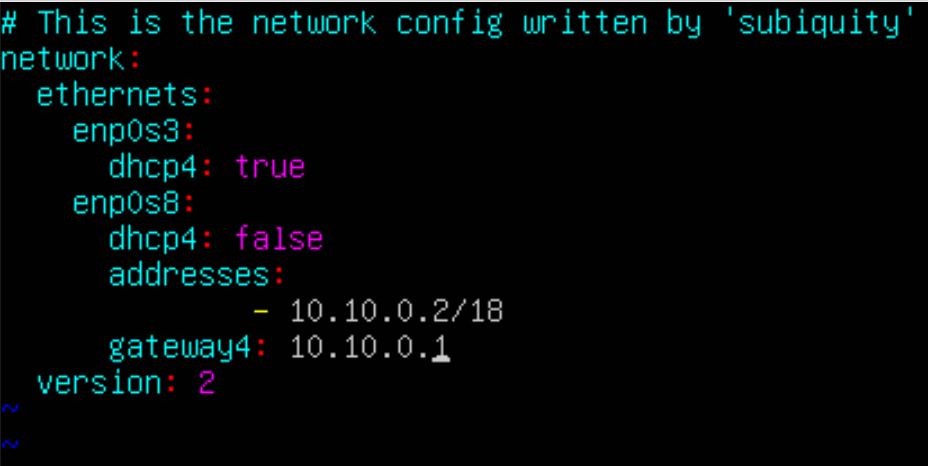 # This is the network config written by 'subiquity'
network:
  ethernets:
    enp0s3:
      dhcp4: true
    enp0s8:
      dhcp4: false
      addresses:
              - 10.10.0.2/18
      gateway4: 10.10.0.1
  version: 2
~
~